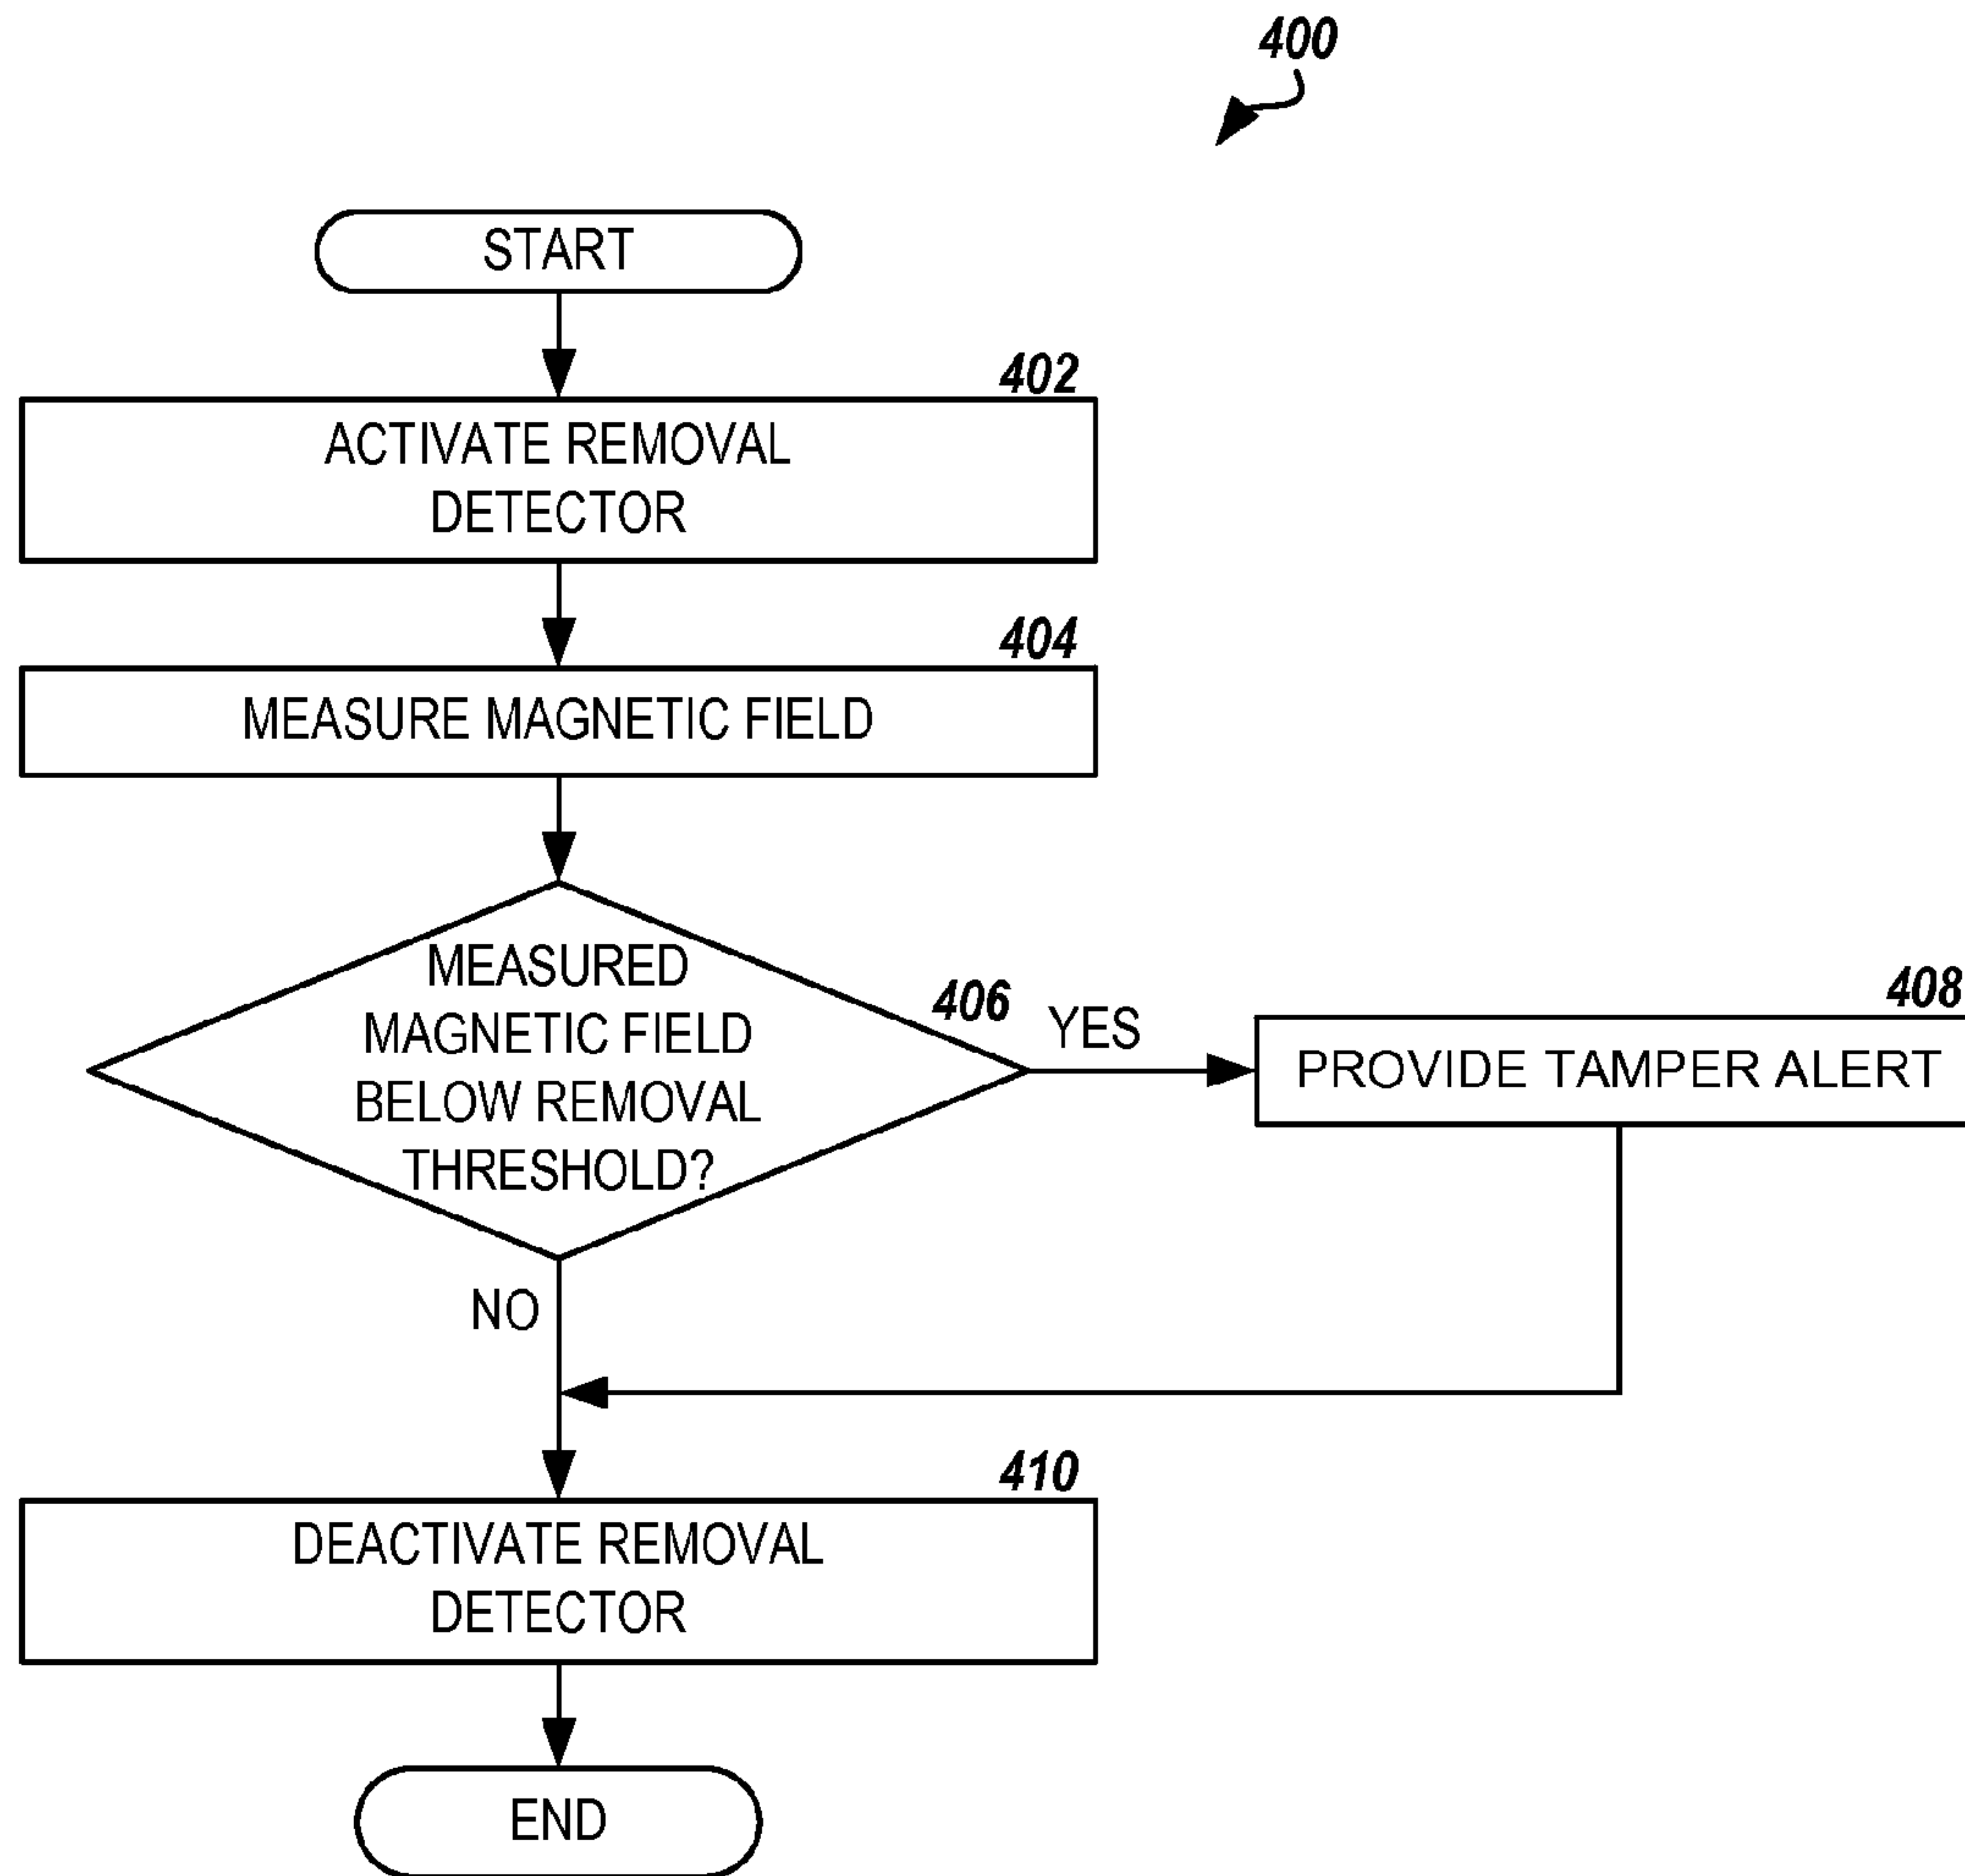 400
START
402
ACTIVATE REMOVAL
DETECTOR
404
MEASURE MAGNETIC FIELD
MEASURED
MAGNETIC FIELD
BELOW REMOVAL
THRESHOLD?
406
YES
408
PROVIDE TAMPER ALERT
NO
410
DEACTIVATE REMOVAL
DETECTOR
END